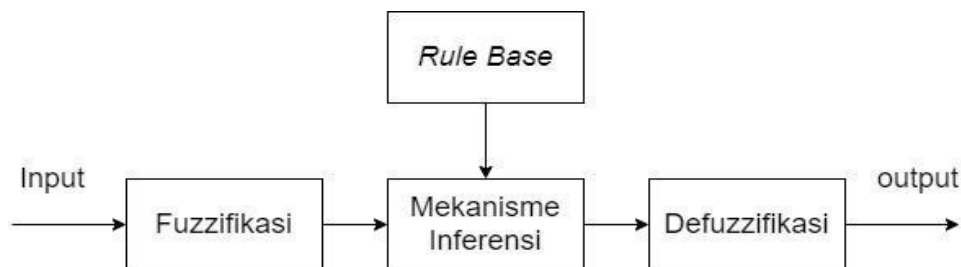 Rule Base
Input
Fuzzifikasi
Mekanisme
Inferensi
Defuzzifikasi
output